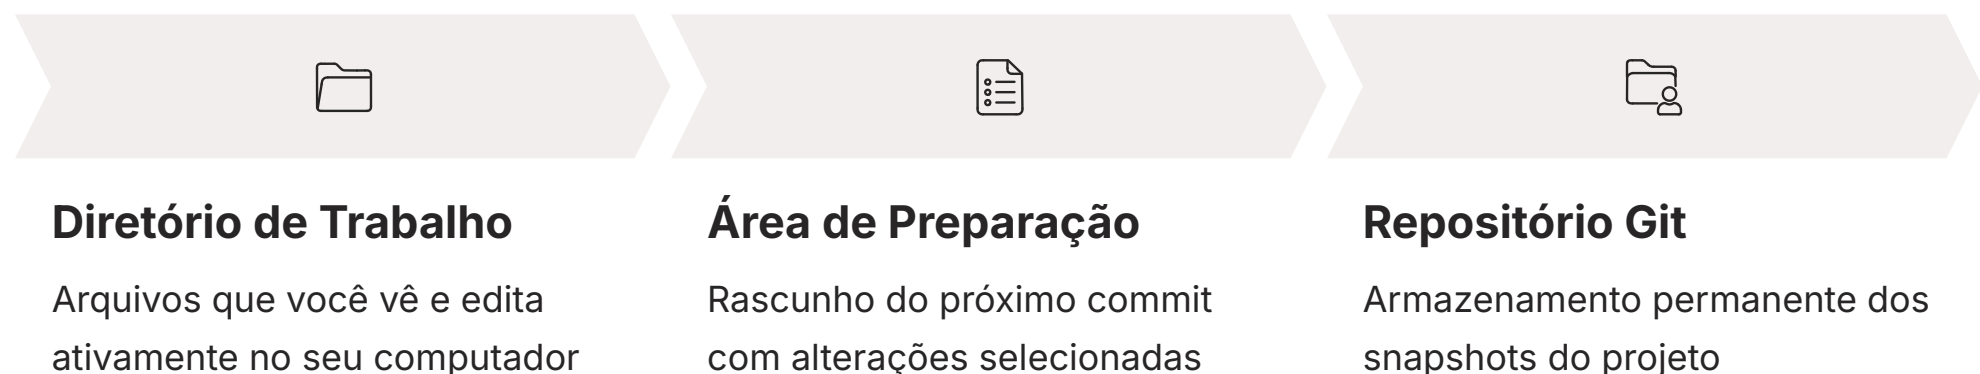 Diretório de Trabalho
Arquivos que você vê e edita
ativamente no seu computador
Área de Preparação
Rascunho do próximo commit
com alterações selecionadas
Repositório Git
Armazenamento permanente dos
snapshots do projeto